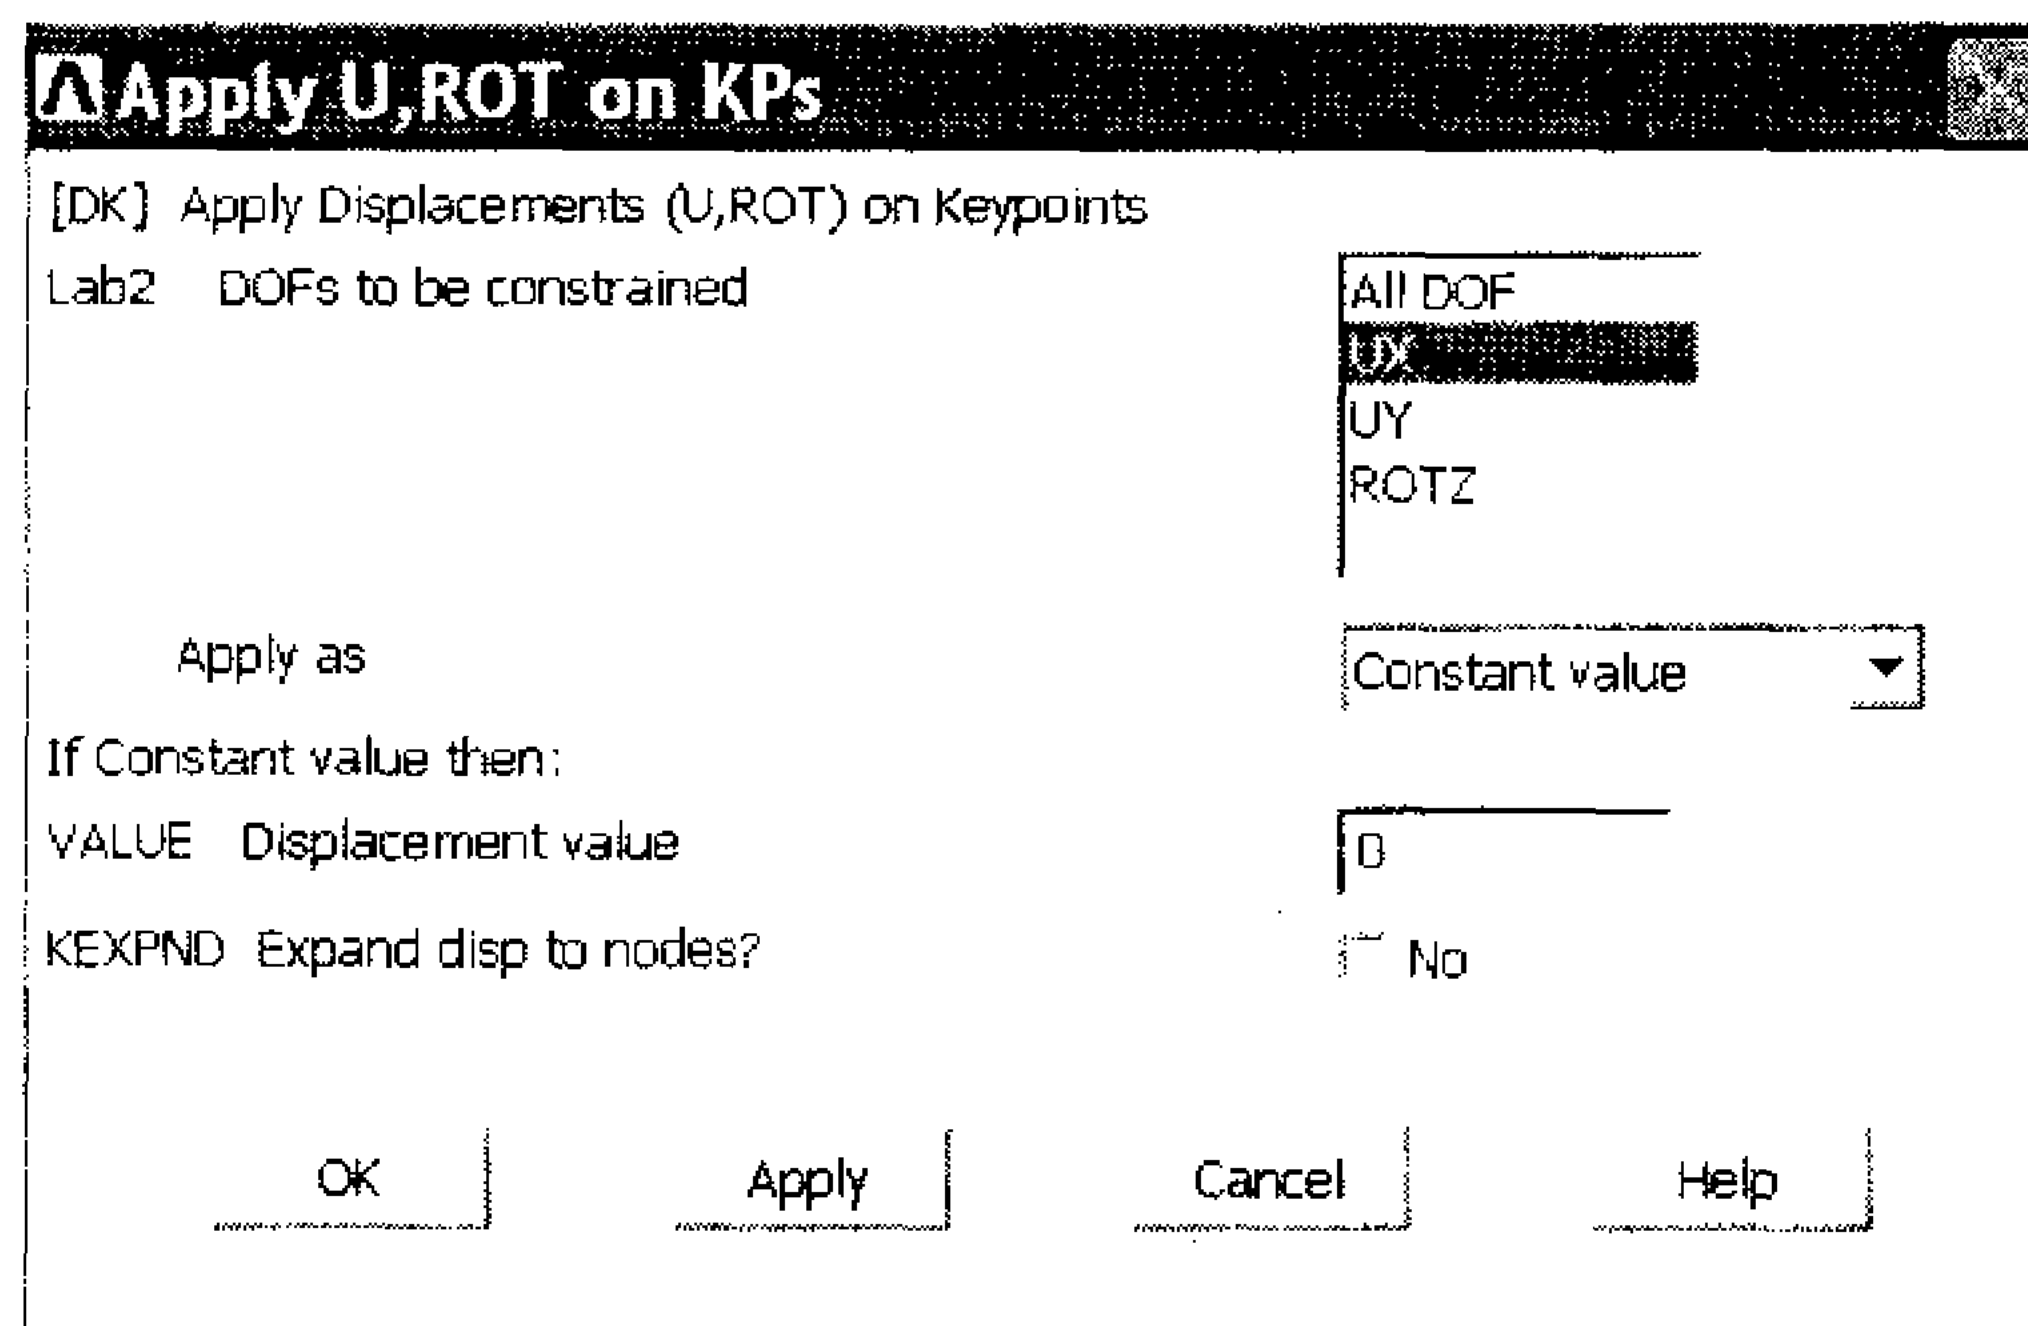 Apply U,ROT on KPs
[DK] Apply Displacements (U,ROT) on Keypoints
Lab2 DOFs to be constrained
All DOF
UX
UY
ROTZ
Apply as
Constant value
If Constant value then:
VALUE Displacement value
0
KEXPND Expand disp to nodes?
No
OK
Apply
Cancel
Help